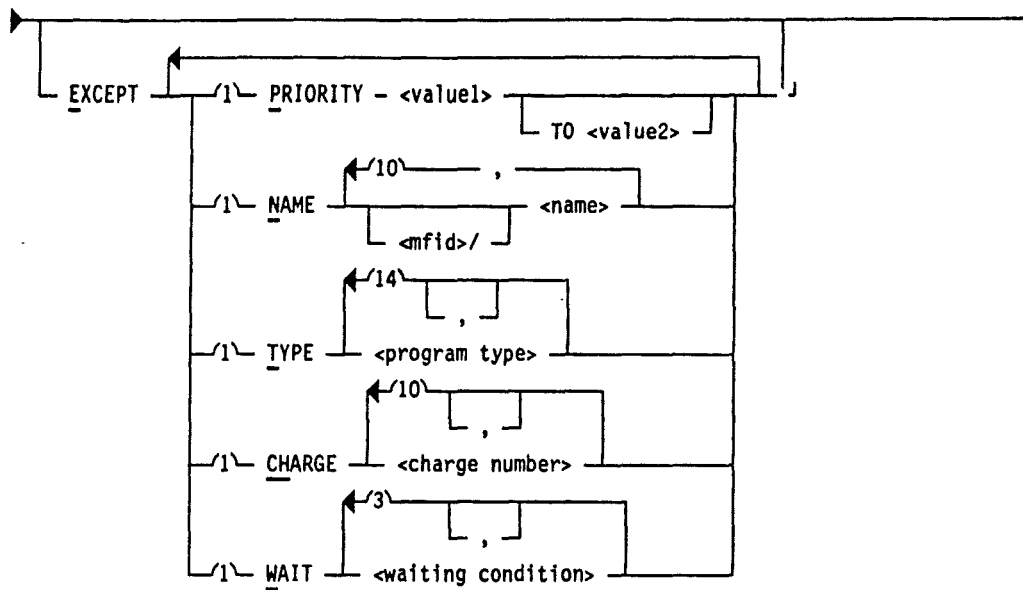 EXCEPT /1\ PRIORITY - <value1>
TO <value2>
/10\ ,
/1\ NAME <name>
<mfid>/
/14\
,
/1\ TYPE <program type>
/10\
,
/1\ CHARGE <charge number>
/3\
,
/1\ WAIT <waiting condition>